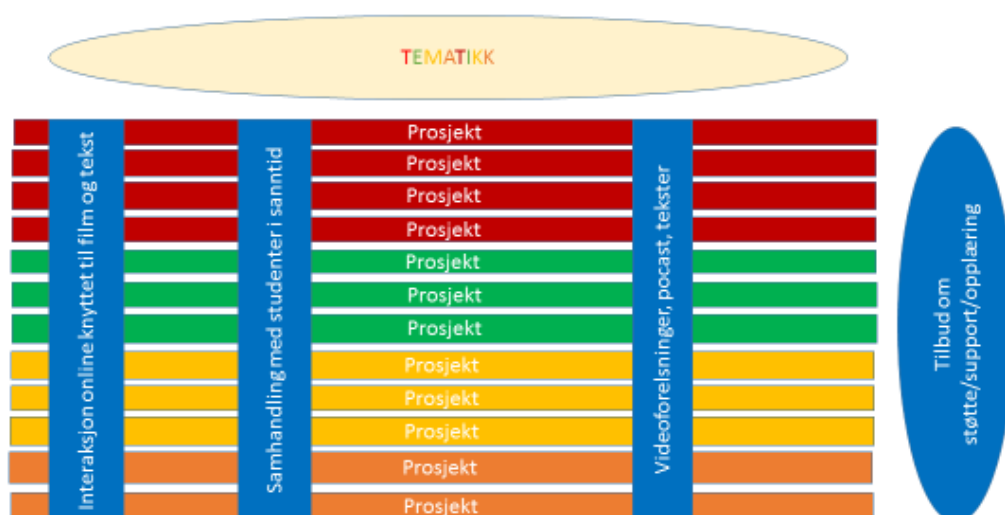 TEMATIKK
Prosjekt
Prosjekt
Prosjekt
Prosjekt
Prosjekt
Prosjekt
Prosjekt
Prosjekt
Prosjekt
Prosjekt
Prosjekt
Prosjekt
Interaksjon online knyttet til film og tekst
Samhandling med studenter i sanntid
Videoforelsninger, pocast, tekster
Tilbud om
støtte/support/opplæring